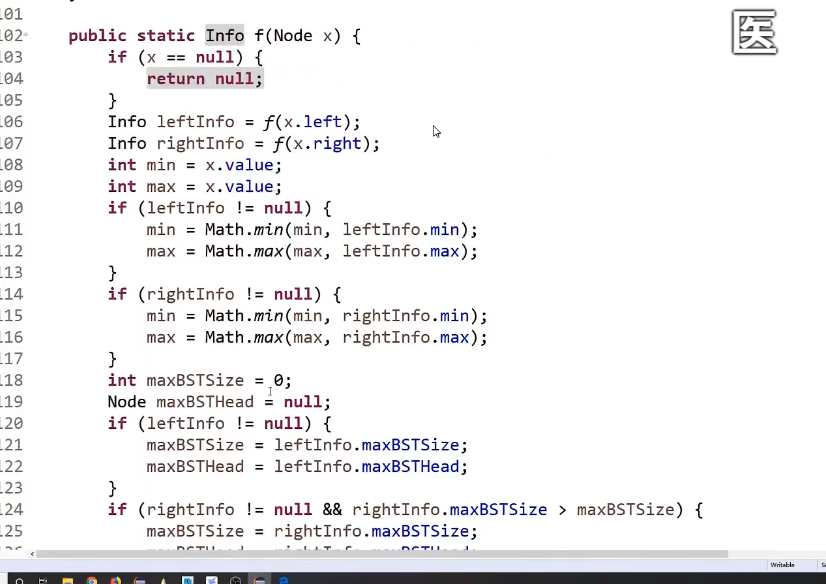 医
101
102 public static Info f(Node x) {
103 if (x == null) {
104 return null;
105 }
106 Info leftInfo = f(x.left);
107 Info rightInfo = f(x.right);
108 int min = x.value;
109 int max = x.value;
110 if (leftInfo != null) {
111 min = Math.min(min, leftInfo.min);
112 max = Math.max(max, leftInfo.max);
113 }
114 if (rightInfo != null) {
115 min = Math.min(min, rightInfo.min);
116 max = Math.max(max, rightInfo.max);
117 }
118 int maxBSTSize = 0;
119 Node maxBSTHead = null;
120 if (leftInfo != null) {
121 maxBSTSize = leftInfo.maxBSTSize;
122 maxBSTHead = leftInfo.maxBSTHead;
123 }
124 if (rightInfo != null && rightInfo.maxBSTSize > maxBSTSize) {
125 maxBSTSize = rightInfo.maxBSTSize;
Writable